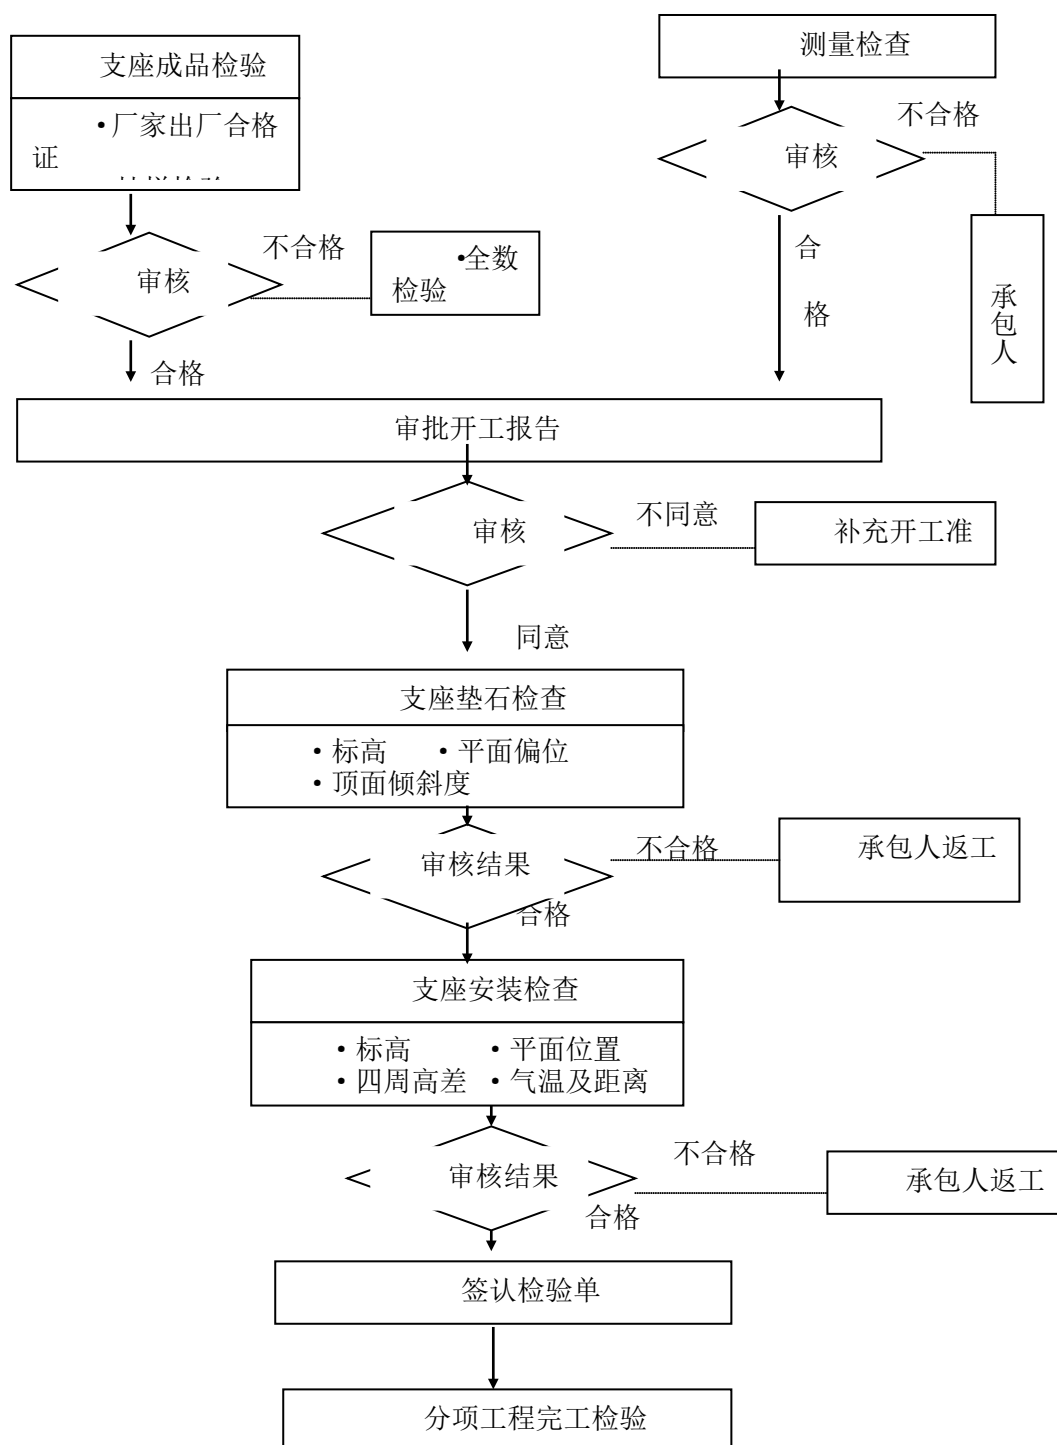 测量检查
支座成品检验
•厂家出厂合格
证
不合格
审核
不合格
•全数
检验
审核
合
格
承
包
人
合格
审批开工报告
审核
不同意
补充开工准
同意
支座垫石检查
•标高 •平面偏位
•顶面倾斜度
审核结果
不合格
承包人返工
合格
支座安装检查
•标高 •平面位置
•四周高差 •气温及距离
审核结果
不合格
承包人返工
合格
签认检验单
分项工程完工检验